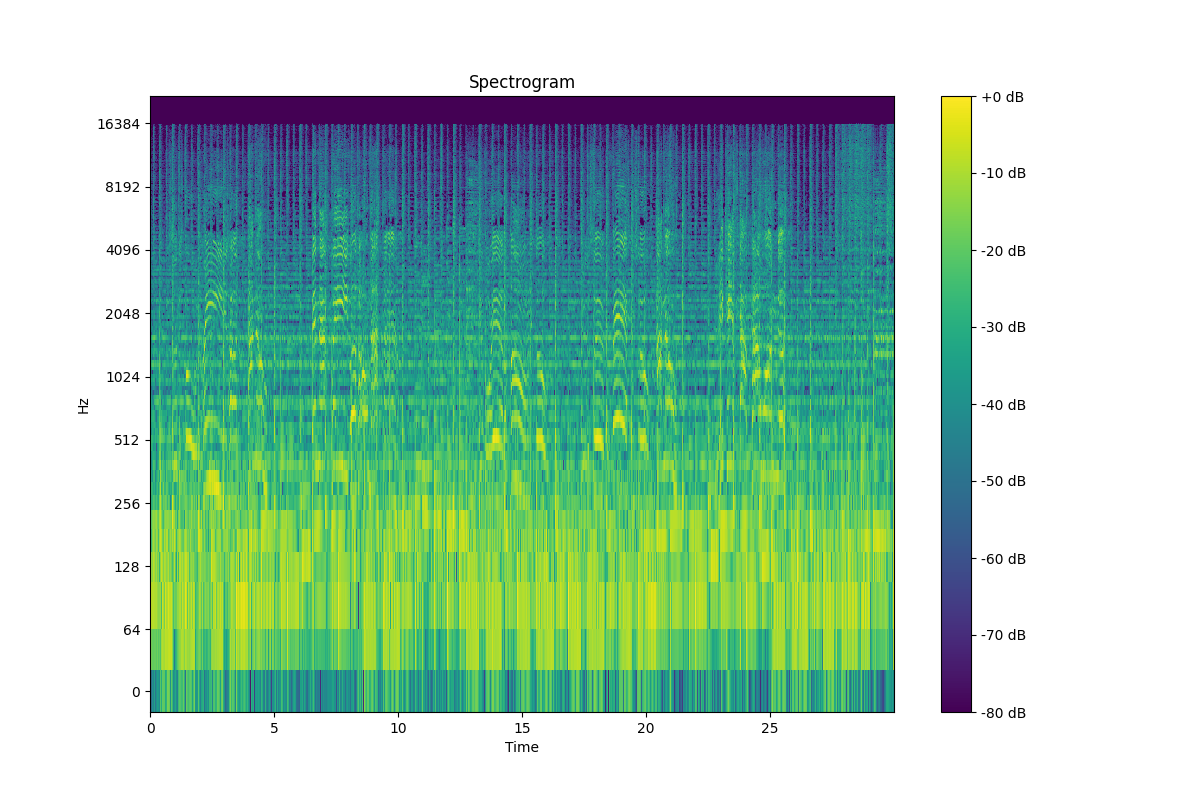 Spectrogram
Hz
16384
8192
4096
2048
1024
512
256
128
64
0
0
5
10
15
20
25
Time
+0 dB
-10 dB
-20 dB
-30 dB
-40 dB
-50 dB
-60 dB
-70 dB
-80 dB